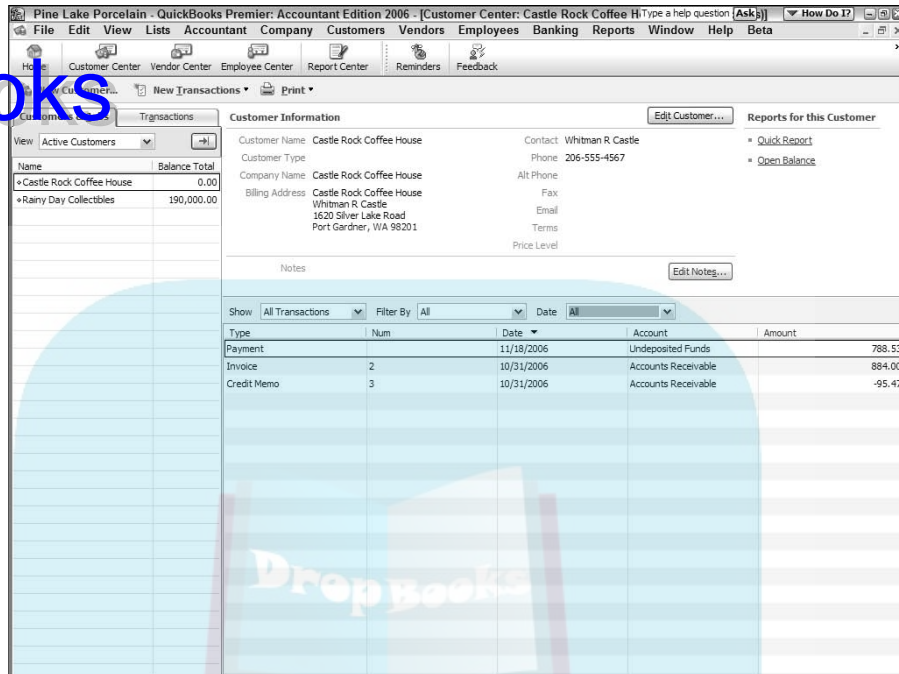 Pine Lake Porcelain - QuickBooks Premier: Accountant Edition 2006 - [Customer Center: Castle Rock Coffee H Type a help question Ask s)] How Do I?
File Edit View Lists Accountant Company Customers Vendors Employees Banking Reports Window Help Beta
Home Customer Center Vendor Center Employee Center Report Center Reminders Feedback
oks
Customer... New Transactions Print
Transactions
Customer Information
Edit Customer...
Reports for this Customer
View Active Customers
Customer Name Castle Rock Coffee House
Contact Whitman R Castle
Quick Report
Name Balance Total
Customer Type
Phone 206-555-4567
Open Balance
Castle Rock Coffee House 0.00
Company Name Castle Rock Coffee House
Alt Phone
Rainy Day Collectibles 190,000.00
Billing Address Castle Rock Coffee House
Whitman R Castle
1620 Silver Lake Road
Port Gardner, WA 98201
Fax
Email
Terms
Price Level
Notes
Edit Notes...
Show All Transactions Filter By All Date All
Type Num Date Account Amount
Payment 11/18/2006 Undeposited Funds 788.53
Invoice 2 10/31/2006 Accounts Receivable 884.00
Credit Memo 3 10/31/2006 Accounts Receivable -95.47
DropBooks